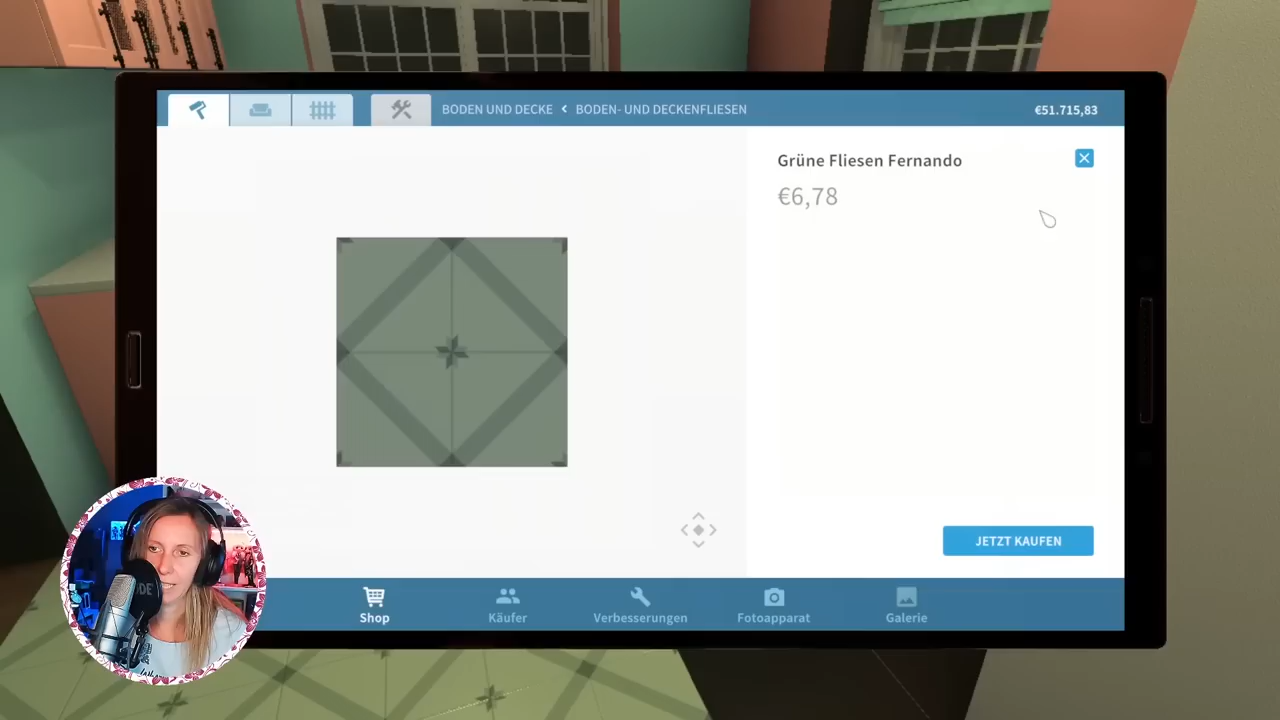 BODEN UND DECKE < BODEN- UND DECKENFLIESEN
€51.715,83
Grüne Fliesen Fernando
€6,78
JETZT KAUFEN
Shop
Käufer
Verbesserungen
Fotoapparat
Galerie